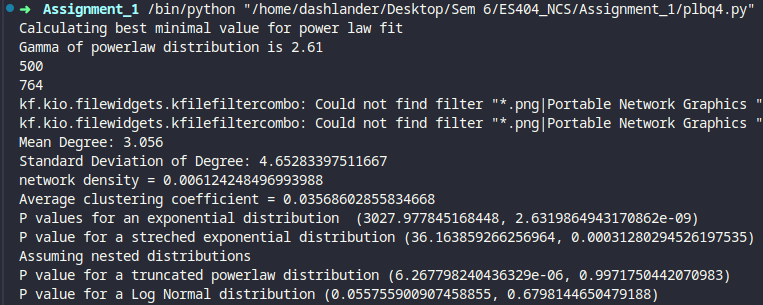 ➜ Assignment_1 /bin/python "/home/dashlander/Desktop/Sem 6/ES404_NCS/Assignment_1/plbq4.py"
Calculating best minimal value for power law fit
Gamma of powerlaw distribution is 2.61
500
764
kf.kio.filewidgets.kfilefiltercombo: Could not find filter "*.png|Portable Network Graphics "
kf.kio.filewidgets.kfilefiltercombo: Could not find filter "*.png|Portable Network Graphics "
Mean Degree: 3.056
Standard Deviation of Degree: 4.65283397511667
network density = 0.006124248496993988
Average clustering coefficient = 0.03568602855834668
P values for an exponential distribution  (3027.977845168448, 2.6319864943170862e-09)
P value for a streched exponential distribution (36.163859266256964, 0.00031280294526197535)
Assuming nested distributions
P value for a truncated powerlaw distribution (6.267798240436329e-06, 0.9971750442070983)
P value for a Log Normal distribution (0.055755900907458855, 0.6798144650479188)